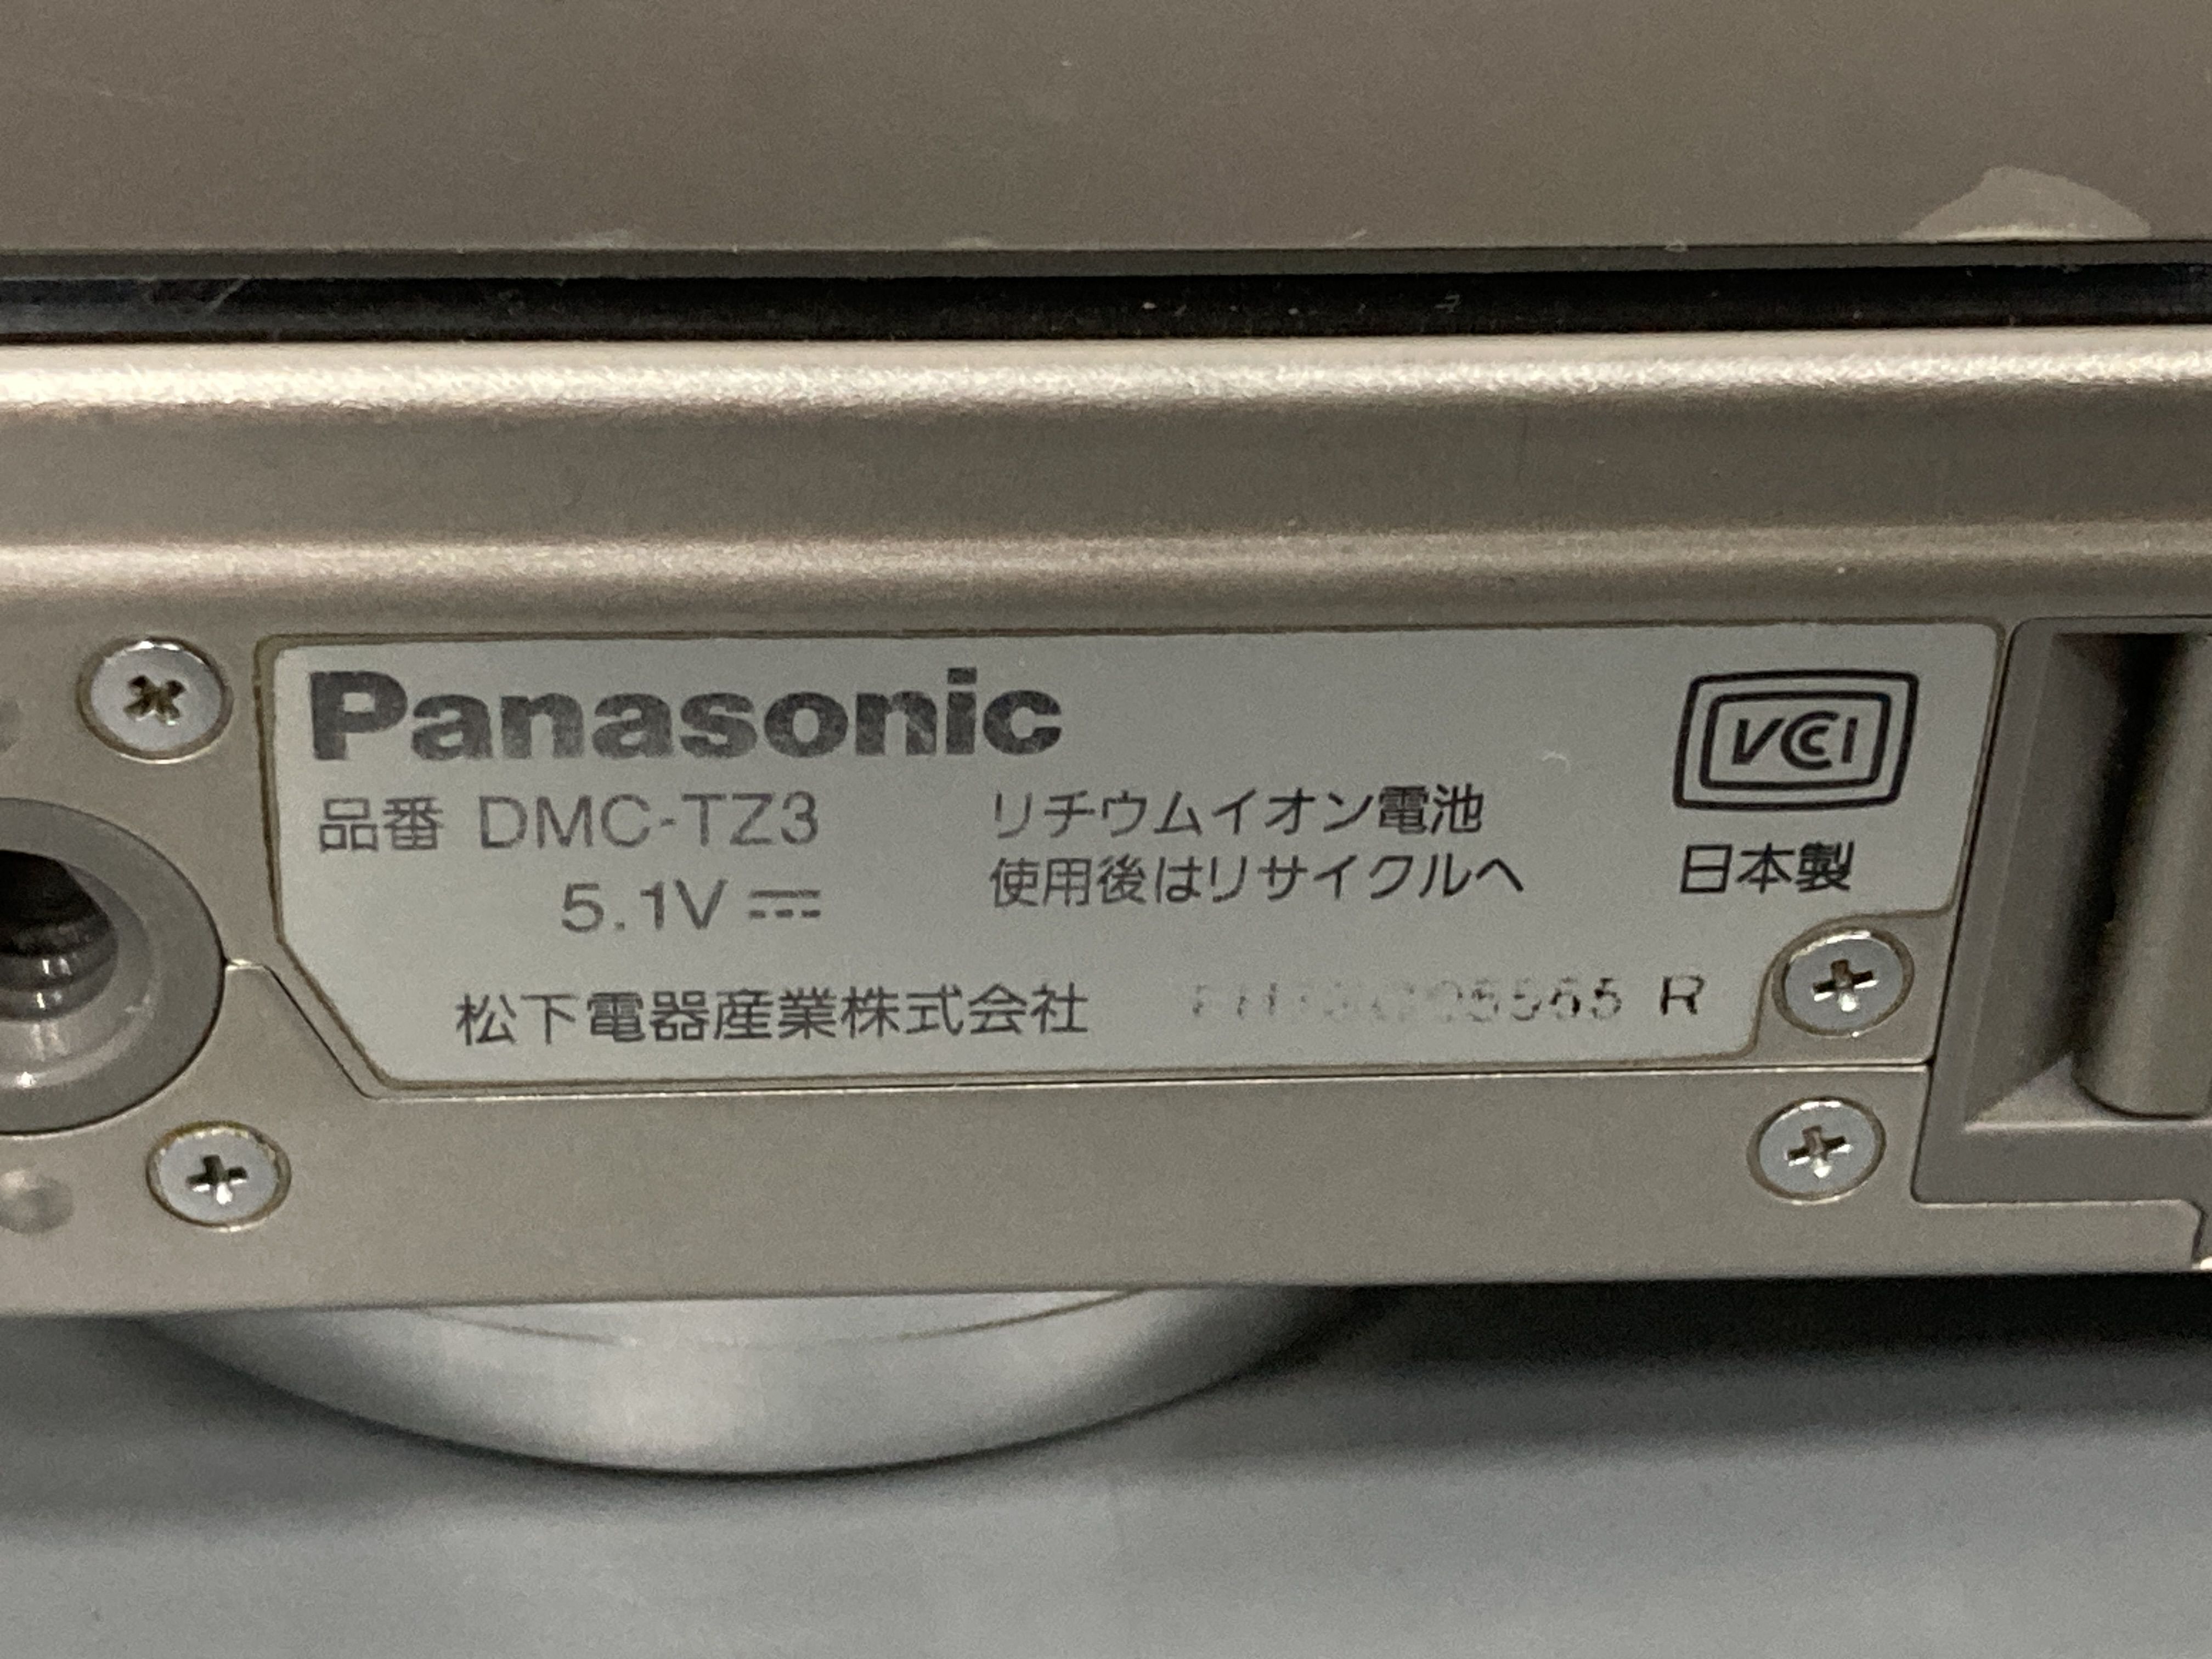 Panasonic
VCCI
品番 DMC-TZ3
リチウムイオン電池
5.1V
使用後はリサイクルへ
日本製
松下電器産業株式会社
R